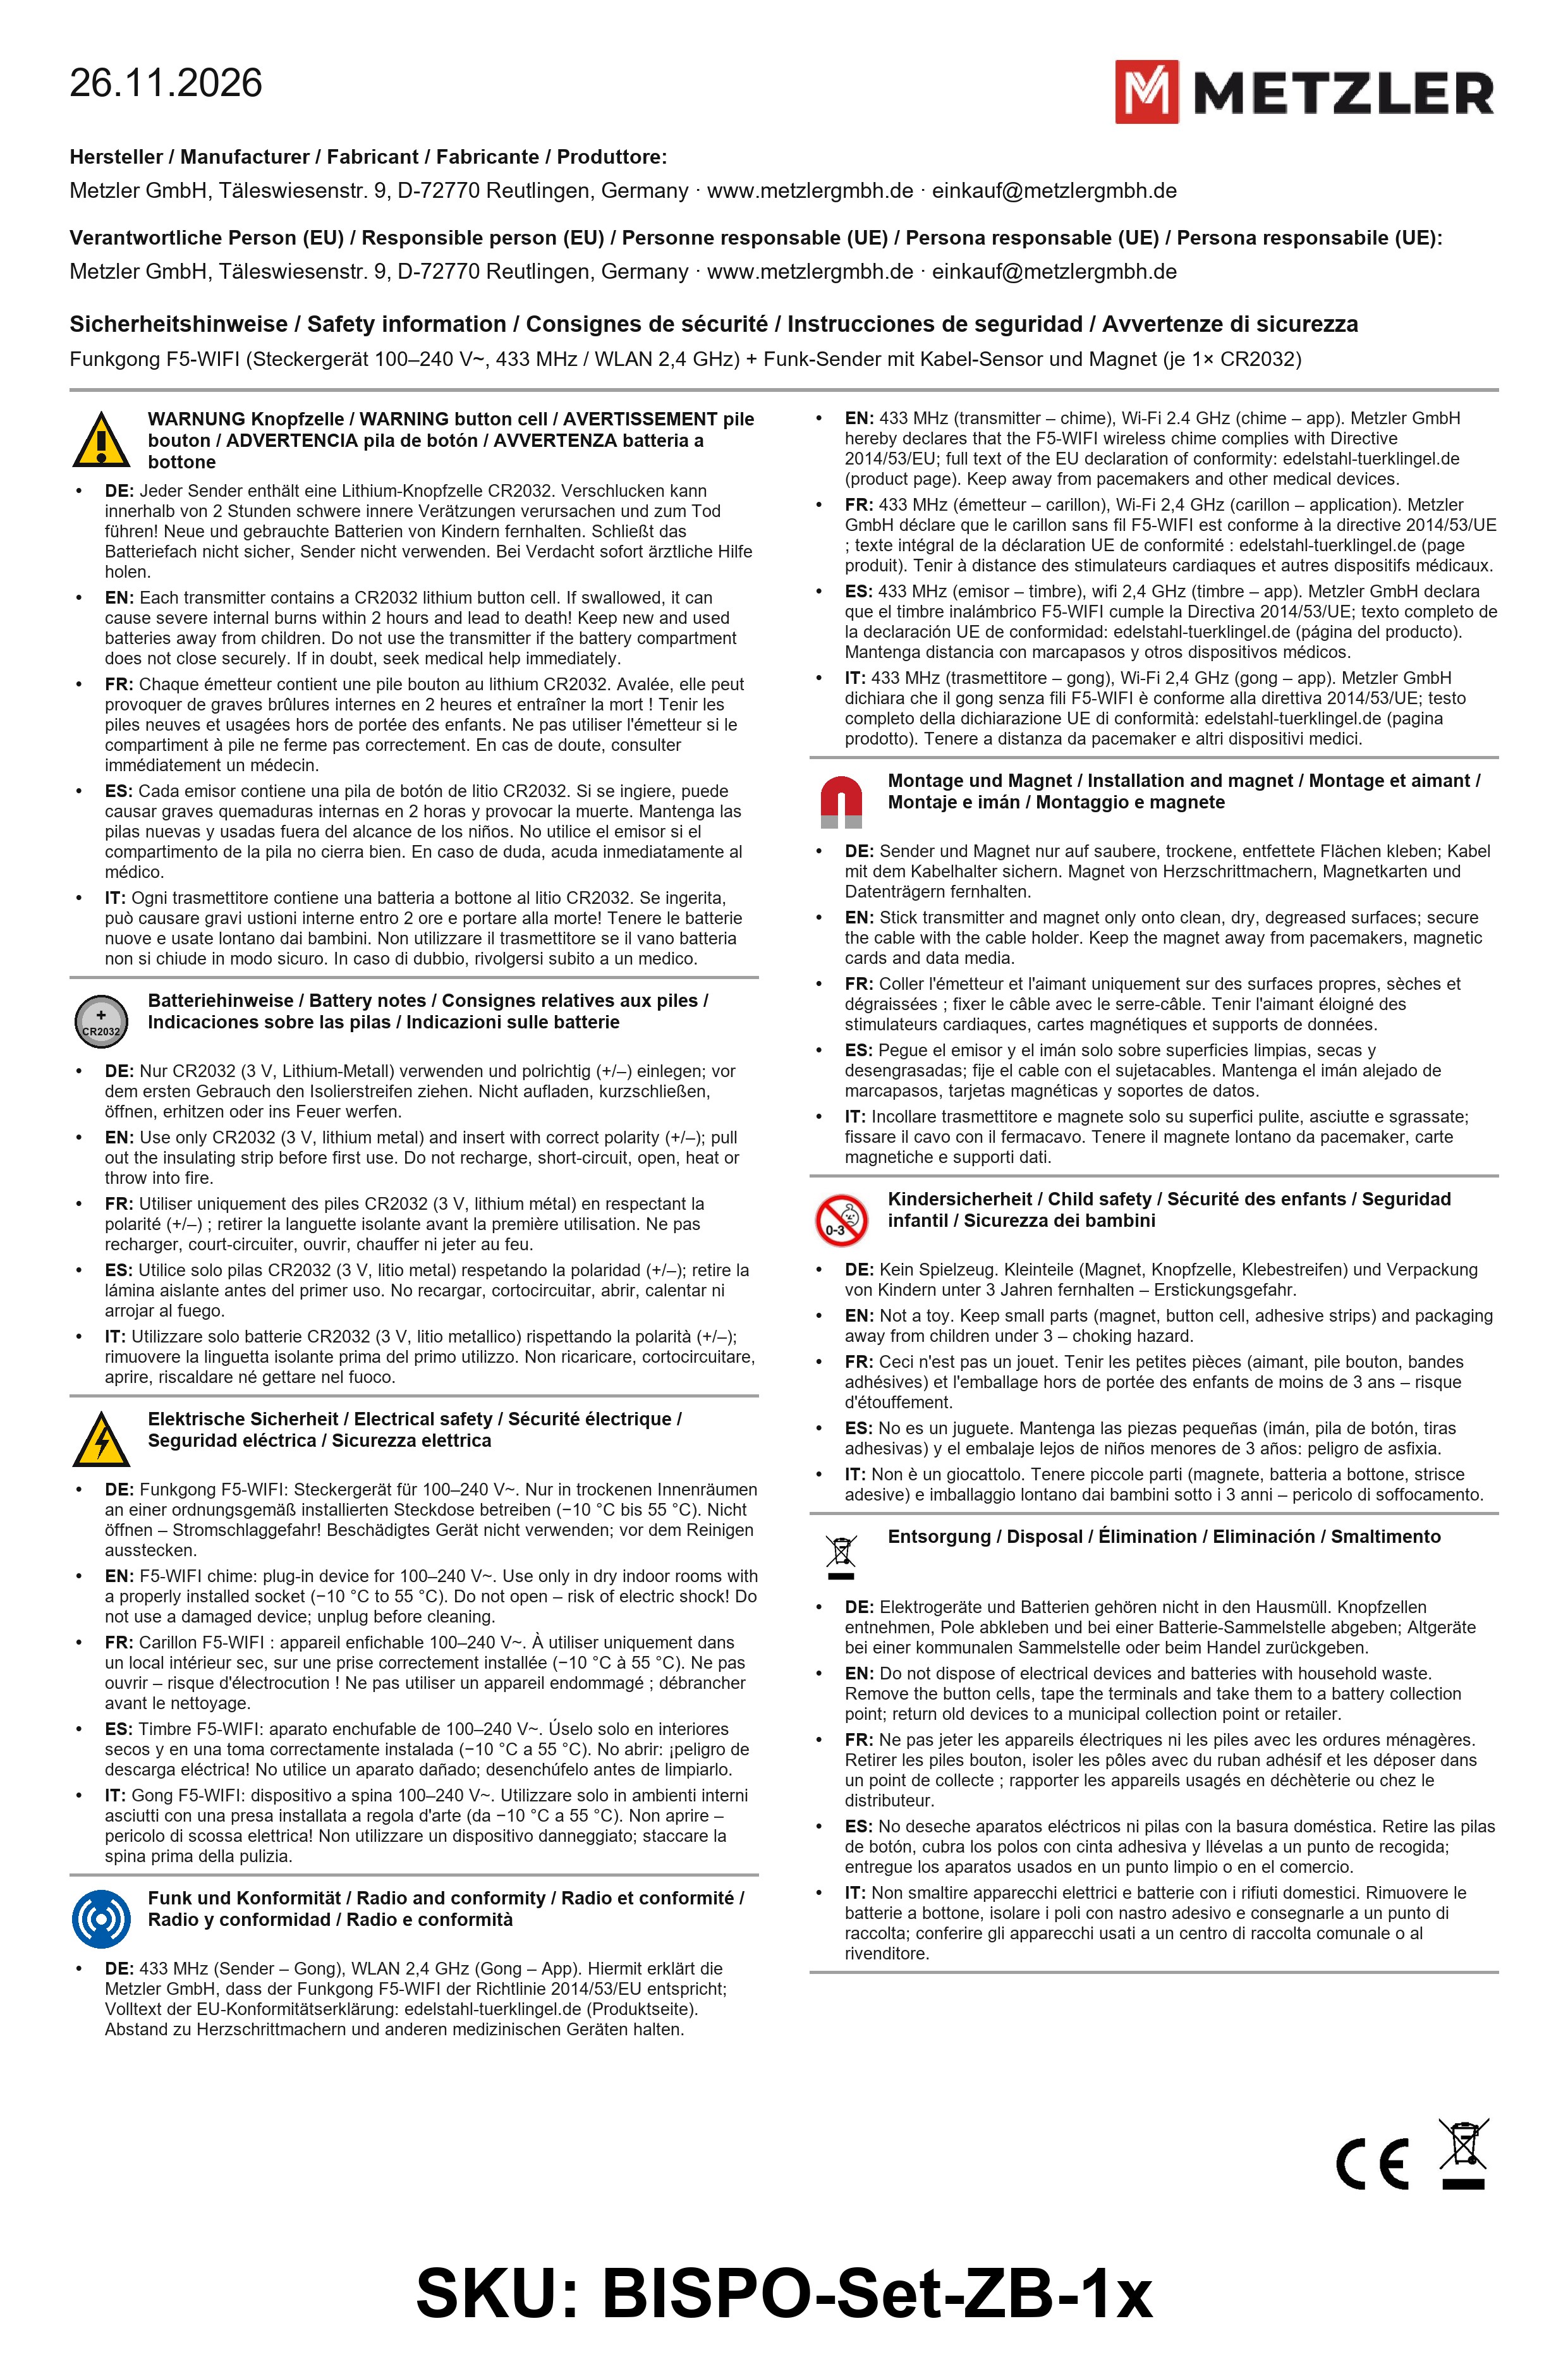 26.11.2026
METZLER
Hersteller / Manufacturer / Fabricant / Fabricante / Produttore:
Metzler GmbH, Täleswiesenstr. 9, D-72770 Reutlingen, Germany · www.metzlergmbh.de · einkauf@metzlergmbh.de
Verantwortliche Person (EU) / Responsible person (EU) / Personne responsable (UE) / Persona responsable (UE) / Persona responsabile (UE):
Metzler GmbH, Täleswiesenstr. 9, D-72770 Reutlingen, Germany · www.metzlergmbh.de · einkauf@metzlergmbh.de
Sicherheitshinweise / Safety information / Consignes de sécurité / Instrucciones de seguridad / Avvertenze di sicurezza
Funkgong F5-WIFI (Steckergerät 100–240 V~, 433 MHz / WLAN 2,4 GHz) + Funk-Sender mit Kabel-Sensor und Magnet (je 1× CR2032)
WARNUNG Knopfzelle / WARNING button cell / AVERTISSEMENT pile
bouton / ADVERTENCIA pila de botón / AVVERTENZA batteria a
bottone
• DE: Jeder Sender enthält eine Lithium-Knopfzelle CR2032. Verschlucken kann
innerhalb von 2 Stunden schwere innere Verätzungen verursachen und zum Tod
führen! Neue und gebrauchte Batterien von Kindern fernhalten. Schließt das
Batteriefach nicht sicher, Sender nicht verwenden. Bei Verdacht sofort ärztliche Hilfe
holen.
• EN: Each transmitter contains a CR2032 lithium button cell. If swallowed, it can
cause severe internal burns within 2 hours and lead to death! Keep new and used
batteries away from children. Do not use the transmitter if the battery compartment
does not close securely. If in doubt, seek medical help immediately.
• FR: Chaque émetteur contient une pile bouton au lithium CR2032. Avalée, elle peut
provoquer de graves brûlures internes en 2 heures et entraîner la mort ! Tenir les
piles neuves et usagées hors de portée des enfants. Ne pas utiliser l'émetteur si le
compartiment à pile ne ferme pas correctement. En cas de doute, consulter
immédiatement un médecin.
• ES: Cada emisor contiene una pila de botón de litio CR2032. Si se ingiere, puede
causar graves quemaduras internas en 2 horas y provocar la muerte. Mantenga las
pilas nuevas y usadas fuera del alcance de los niños. No utilice el emisor si el
compartimento de la pila no cierra bien. En caso de duda, acuda inmediatamente al
médico.
• IT: Ogni trasmettitore contiene una batteria a bottone al litio CR2032. Se ingerita,
può causare gravi ustioni interne entro 2 ore e portare alla morte! Tenere le batterie
nuove e usate lontano dai bambini. Non utilizzare il trasmettitore se il vano batteria
non si chiude in modo sicuro. In caso di dubbio, rivolgersi subito a un medico.
+
CR2032
Batteriehinweise / Battery notes / Consignes relatives aux piles /
Indicaciones sobre las pilas / Indicazioni sulle batterie
• DE: Nur CR2032 (3 V, Lithium-Metall) verwenden und polrichtig (+/–) einlegen; vor
dem ersten Gebrauch den Isolierstreifen ziehen. Nicht aufladen, kurzschließen,
öffnen, erhitzen oder ins Feuer werfen.
• EN: Use only CR2032 (3 V, lithium metal) and insert with correct polarity (+/–); pull
out the insulating strip before first use. Do not recharge, short-circuit, open, heat or
throw into fire.
• FR: Utiliser uniquement des piles CR2032 (3 V, lithium métal) en respectant la
polarité (+/–) ; retirer la languette isolante avant la première utilisation. Ne pas
recharger, court-circuiter, ouvrir, chauffer ni jeter au feu.
• ES: Utilice solo pilas CR2032 (3 V, litio metal) respetando la polaridad (+/–); retire la
lámina aislante antes del primer uso. No recargar, cortocircuitar, abrir, calentar ni
arrojar al fuego.
• IT: Utilizzare solo batterie CR2032 (3 V, litio metallico) rispettando la polarità (+/–);
rimuovere la linguetta isolante prima del primo utilizzo. Non ricaricare, cortocircuitare,
aprire, riscaldare né gettare nel fuoco.
Elektrische Sicherheit / Electrical safety / Sécurité électrique /
Seguridad eléctrica / Sicurezza elettrica
• DE: Funkgong F5-WIFI: Steckergerät für 100–240 V~. Nur in trockenen Innenräumen
an einer ordnungsgemäß installierten Steckdose betreiben (−10 °C bis 55 °C). Nicht
öffnen – Stromschlaggefahr! Beschädigtes Gerät nicht verwenden; vor dem Reinigen
ausstecken.
• EN: F5-WIFI chime: plug-in device for 100–240 V~. Use only in dry indoor rooms with
a properly installed socket (−10 °C to 55 °C). Do not open – risk of electric shock! Do
not use a damaged device; unplug before cleaning.
• FR: Carillon F5-WIFI : appareil enfichable 100–240 V~. À utiliser uniquement dans
un local intérieur sec, sur une prise correctement installée (−10 °C à 55 °C). Ne pas
ouvrir – risque d'électrocution ! Ne pas utiliser un appareil endommagé ; débrancher
avant le nettoyage.
• ES: Timbre F5-WIFI: aparato enchufable de 100–240 V~. Úselo solo en interiores
secos y en una toma correctamente instalada (−10 °C a 55 °C). No abrir: ¡peligro de
descarga eléctrica! No utilice un aparato dañado; desenchúfelo antes de limpiarlo.
• IT: Gong F5-WIFI: dispositivo a spina 100–240 V~. Utilizzare solo in ambienti interni
asciutti con una presa installata a regola d'arte (da −10 °C a 55 °C). Non aprire –
pericolo di scossa elettrica! Non utilizzare un dispositivo danneggiato; staccare la
spina prima della pulizia.
Funk und Konformität / Radio and conformity / Radio et conformité /
Radio y conformidad / Radio e conformità
• DE: 433 MHz (Sender – Gong), WLAN 2,4 GHz (Gong – App). Hiermit erklärt die
Metzler GmbH, dass der Funkgong F5-WIFI der Richtlinie 2014/53/EU entspricht;
Volltext der EU-Konformitätserklärung: edelstahl-tuerklingel.de (Produktseite).
Abstand zu Herzschrittmachern und anderen medizinischen Geräten halten.
• EN: 433 MHz (transmitter – chime), Wi-Fi 2.4 GHz (chime – app). Metzler GmbH
hereby declares that the F5-WIFI wireless chime complies with Directive
2014/53/EU; full text of the EU declaration of conformity: edelstahl-tuerklingel.de
(product page). Keep away from pacemakers and other medical devices.
• FR: 433 MHz (émetteur – carillon), Wi-Fi 2,4 GHz (carillon – application). Metzler
GmbH déclare que le carillon sans fil F5-WIFI est conforme à la directive 2014/53/UE
; texte intégral de la déclaration UE de conformité : edelstahl-tuerklingel.de (page
produit). Tenir à distance des stimulateurs cardiaques et autres dispositifs médicaux.
• ES: 433 MHz (emisor – timbre), wifi 2,4 GHz (timbre – app). Metzler GmbH declara
que el timbre inalámbrico F5-WIFI cumple la Directiva 2014/53/UE; texto completo de
la declaración UE de conformidad: edelstahl-tuerklingel.de (página del producto).
Mantenga distancia con marcapasos y otros dispositivos médicos.
• IT: 433 MHz (trasmettitore – gong), Wi-Fi 2,4 GHz (gong – app). Metzler GmbH
dichiara che il gong senza fili F5-WIFI è conforme alla direttiva 2014/53/UE; testo
completo della dichiarazione UE di conformità: edelstahl-tuerklingel.de (pagina
prodotto). Tenere a distanza da pacemaker e altri dispositivi medici.
Montage und Magnet / Installation and magnet / Montage et aimant /
Montaje e imán / Montaggio e magnete
• DE: Sender und Magnet nur auf saubere, trockene, entfettete Flächen kleben; Kabel
mit dem Kabelhalter sichern. Magnet von Herzschrittmachern, Magnetkarten und
Datenträgern fernhalten.
• EN: Stick transmitter and magnet only onto clean, dry, degreased surfaces; secure
the cable with the cable holder. Keep the magnet away from pacemakers, magnetic
cards and data media.
• FR: Coller l'émetteur et l'aimant uniquement sur des surfaces propres, sèches et
dégraissées ; fixer le câble avec le serre-câble. Tenir l'aimant éloigné des
stimulateurs cardiaques, cartes magnétiques et supports de données.
• ES: Pegue el emisor y el imán solo sobre superficies limpias, secas y
desengrasadas; fije el cable con el sujetacables. Mantenga el imán alejado de
marcapasos, tarjetas magnéticas y soportes de datos.
• IT: Incollare trasmettitore e magnete solo su superfici pulite, asciutte e sgrassate;
fissare il cavo con il fermacavo. Tenere il magnete lontano da pacemaker, carte
magnetiche e supporti dati.
0-3
Kindersicherheit / Child safety / Sécurité des enfants / Seguridad
infantil / Sicurezza dei bambini
• DE: Kein Spielzeug. Kleinteile (Magnet, Knopfzelle, Klebestreifen) und Verpackung
von Kindern unter 3 Jahren fernhalten – Erstickungsgefahr.
• EN: Not a toy. Keep small parts (magnet, button cell, adhesive strips) and packaging
away from children under 3 – choking hazard.
• FR: Ceci n'est pas un jouet. Tenir les petites pièces (aimant, pile bouton, bandes
adhésives) et l'emballage hors de portée des enfants de moins de 3 ans – risque
d'étouffement.
• ES: No es un juguete. Mantenga las piezas pequeñas (imán, pila de botón, tiras
adhesivas) y el embalaje lejos de niños menores de 3 años: peligro de asfixia.
• IT: Non è un giocattolo. Tenere piccole parti (magnete, batteria a bottone, strisce
adesive) e imballaggio lontano dai bambini sotto i 3 anni – pericolo di soffocamento.
Entsorgung / Disposal / Élimination / Eliminación / Smaltimento
• DE: Elektrogeräte und Batterien gehören nicht in den Hausmüll. Knopfzellen
entnehmen, Pole abkleben und bei einer Batterie-Sammelstelle abgeben; Altgeräte
bei einer kommunalen Sammelstelle oder beim Handel zurückgeben.
• EN: Do not dispose of electrical devices and batteries with household waste.
Remove the button cells, tape the terminals and take them to a battery collection
point; return old devices to a municipal collection point or retailer.
• FR: Ne pas jeter les appareils électriques ni les piles avec les ordures ménagères.
Retirer les piles bouton, isoler les pôles avec du ruban adhésif et les déposer dans
un point de collecte ; rapporter les appareils usagés en déchèterie ou chez le
distributeur.
• ES: No deseche aparatos eléctricos ni pilas con la basura doméstica. Retire las pilas
de botón, cubra los polos con cinta adhesiva y llévelas a un punto de recogida;
entregue los aparatos usados en un punto limpio o en el comercio.
• IT: Non smaltire apparecchi elettrici e batterie con i rifiuti domestici. Rimuovere le
batterie a bottone, isolare i poli con nastro adesivo e consegnarle a un punto di
raccolta; conferire gli apparecchi usati a un centro di raccolta comunale o al
rivenditore.
CE
SKU: BISPO-Set-ZB-1x